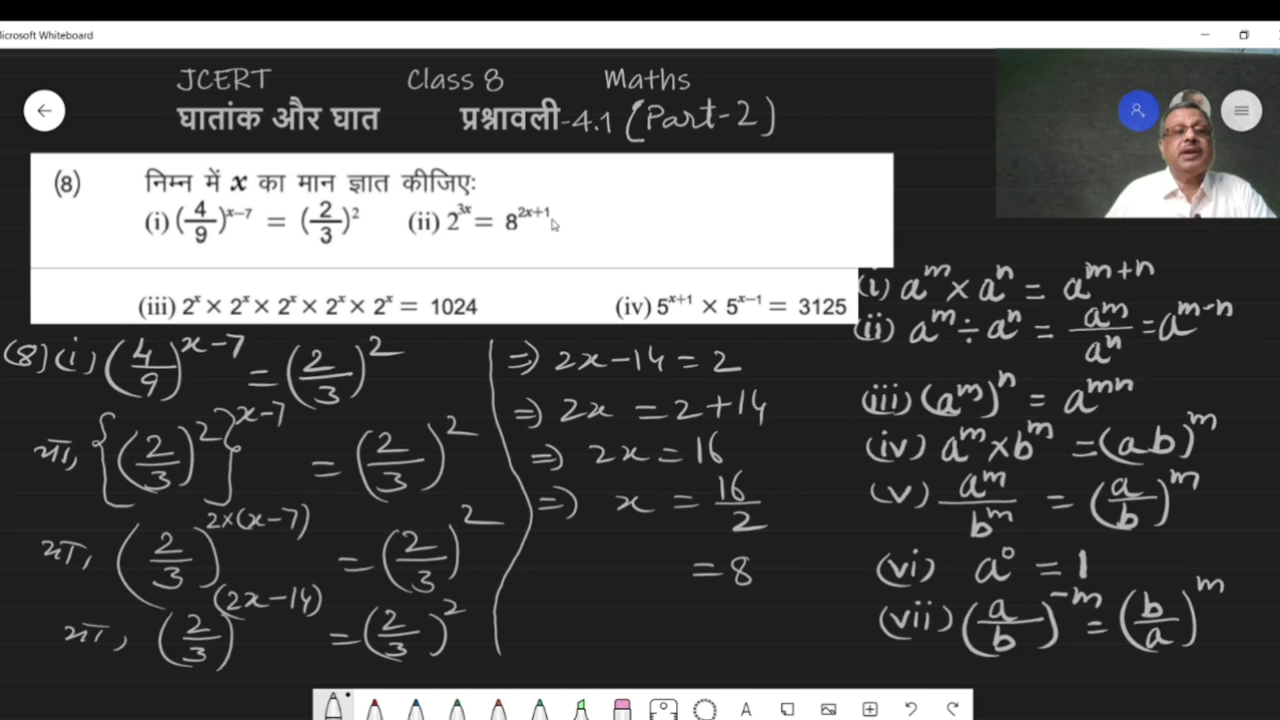 Microsoft Whiteboard
JCERT Class 8 Maths
घातांक और घात प्रश्नावली-4.1 (Part-2)
(8) निम्न में x का मान ज्ञात कीजिएः
(i) (4/9)^(x–7) = (2/3)^2 (ii) 2^(3x) = 8^(2x+1)
(iii) 2^x × 2^x × 2^x × 2^x × 2^x = 1024 (iv) 5^(x+1) × 5^(x–1) = 3125
(8)(i) (4/9)^(x-7) = (2/3)^2
या, {(2/3)^2}^(x-7) = (2/3)^2
या, (2/3)^(2×(x-7)) = (2/3)^2
या, (2/3)^((2x-14)) = (2/3)^2
=> 2x-14 = 2
=> 2x = 2+14
=> 2x = 16
=> x = 16/2
= 8
(i) a^m × a^n = a^(m+n)
(ii) a^m ÷ a^n = a^m/a^n = a^(m-n)
(iii) (a^m)^n = a^(mn)
(iv) a^m × b^m = (ab)^m
(v) a^m/b^m = (a/b)^m
(vi) a^0 = 1
(vii) (a/b)^(-m) = (b/a)^m
A